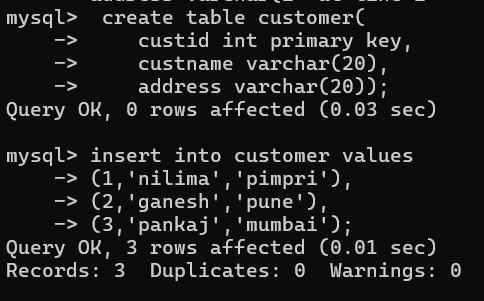 mysql>  create table customer(
    ->     custid int primary key,
    ->     custname varchar(20),
    ->     address varchar(20));
Query OK, 0 rows affected (0.03 sec)

mysql> insert into customer values
    -> (1,'nilima','pimpri'),
    -> (2,'ganesh','pune'),
    -> (3,'pankaj','mumbai');
Query OK, 3 rows affected (0.01 sec)
Records: 3  Duplicates: 0  Warnings: 0